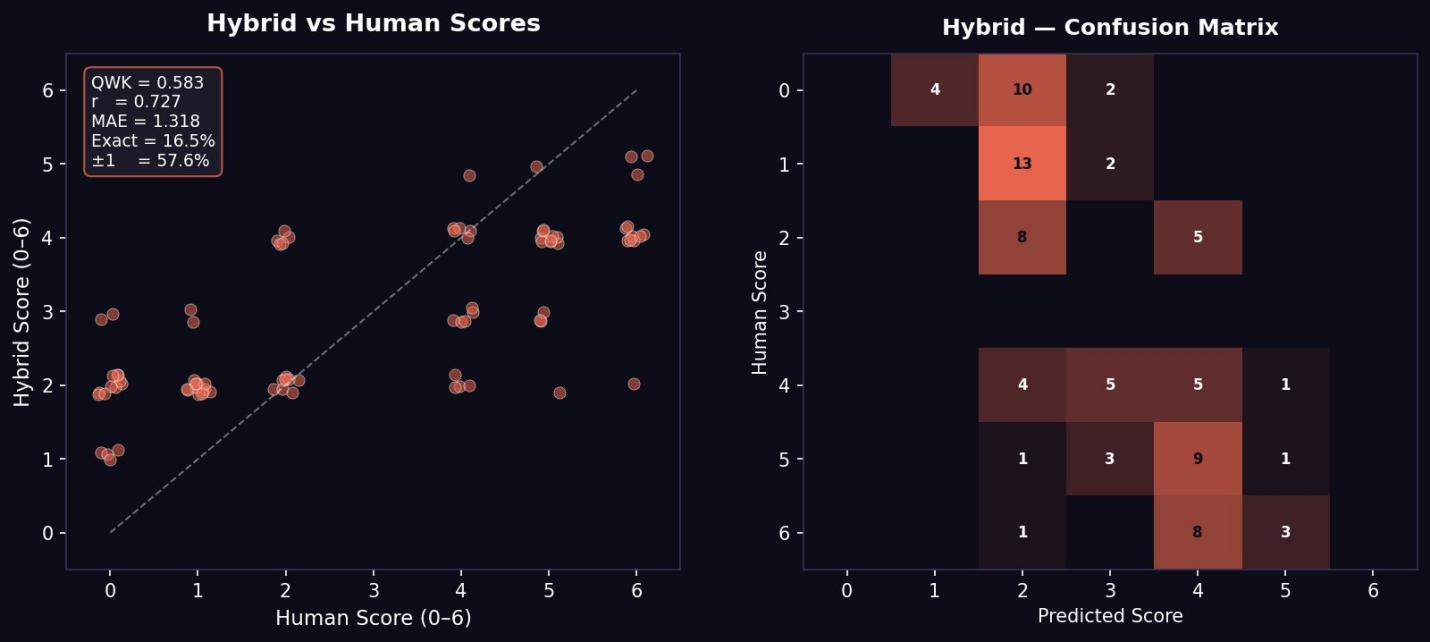 Hybrid vs Human Scores
QWK = 0.583
r = 0.727
MAE = 1.318
Exact = 16.5%
±1 = 57.6%
Hybrid Score (0–6)
6
5
4
3
2
1
0
0 1 2 3 4 5 6
Human Score (0–6)
Hybrid — Confusion Matrix
Human Score
0 4 10 2
1 13 2
2 8 5
3
4 4 5 5 1
5 1 3 9 1
6 1 8 3
0 1 2 3 4 5 6
Predicted Score